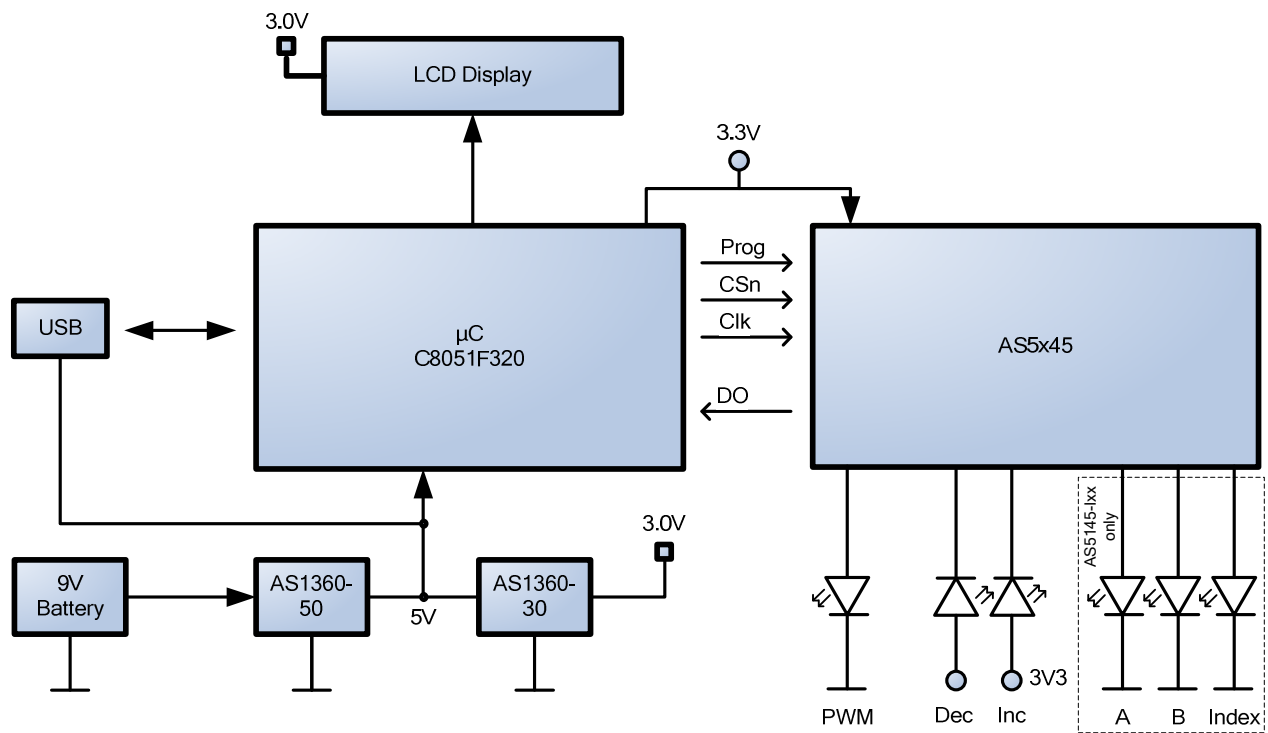 3.0V
LCD Display
3.3V
Prog
CSn
Clk
DO
USB
µC
C8051F320
AS5x45
3.0V
9V
Battery
AS1360-
50
5V
AS1360-
30
AS5145-Ixx
only
3V3
PWM
Dec
Inc
A
B
Index